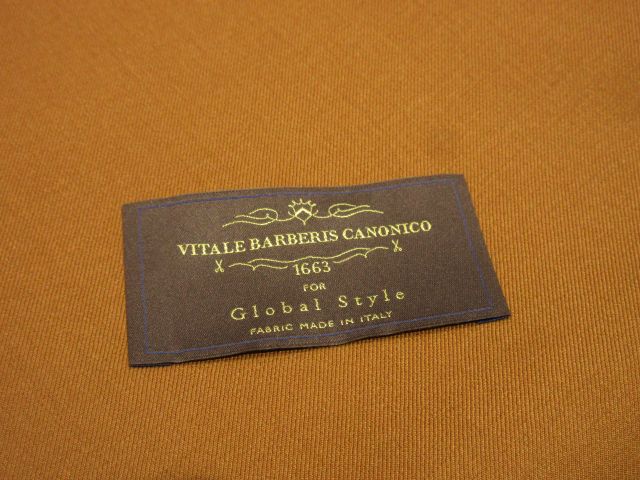 VITALE BARBERIS CANONICO
1663
FOR
Global Style
FABRIC MADE IN ITALY